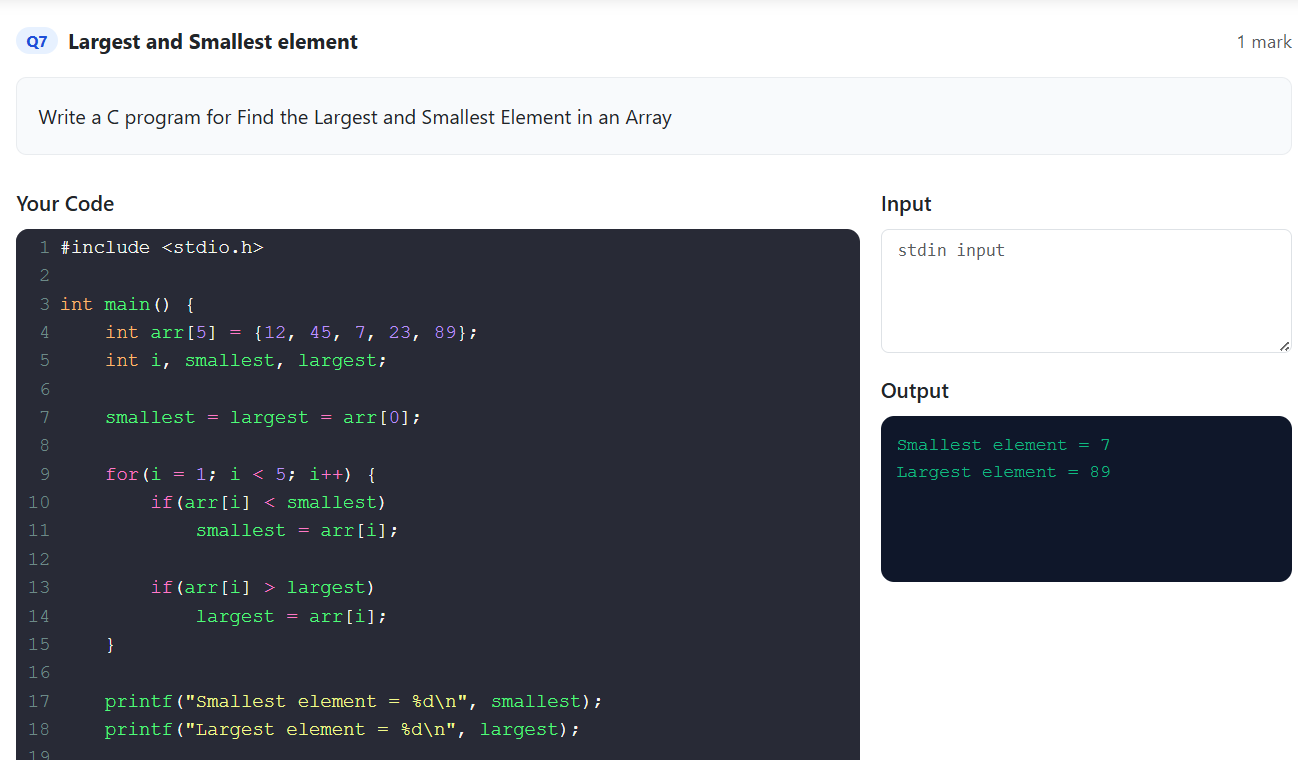 Q7 Largest and Smallest element 1 mark
Write a C program for Find the Largest and Smallest Element in an Array
Your Code
1 #include <stdio.h>
2
3 int main() {
4     int arr[5] = {12, 45, 7, 23, 89};
5     int i, smallest, largest;
6
7     smallest = largest = arr[0];
8
9     for(i = 1; i < 5; i++) {
10         if(arr[i] < smallest)
11             smallest = arr[i];
12
13         if(arr[i] > largest)
14             largest = arr[i];
15     }
16
17     printf("Smallest element = %d\n", smallest);
18     printf("Largest element = %d\n", largest);
19
Input
stdin input
Output
Smallest element = 7
Largest element = 89